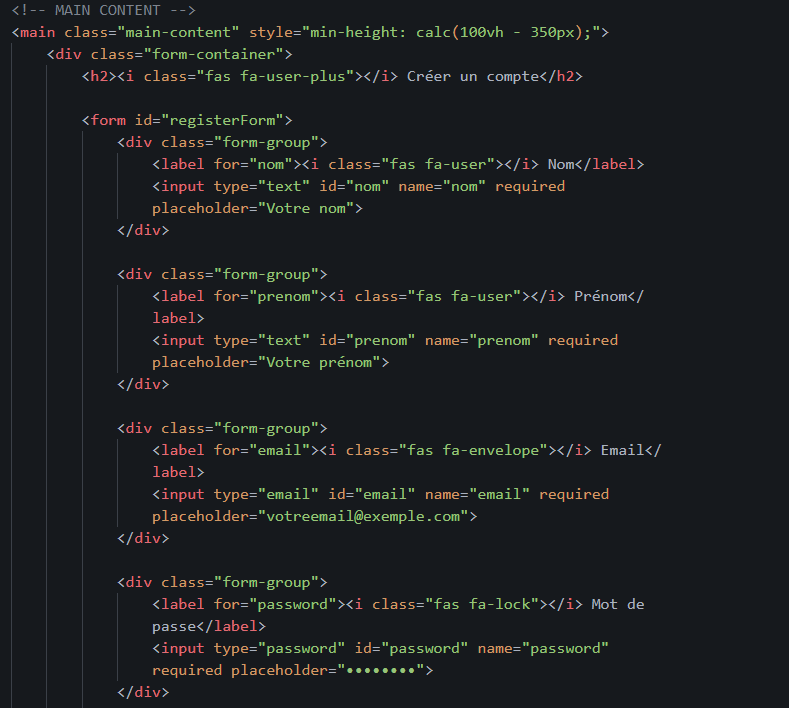 <!-- MAIN CONTENT -->
<main class="main-content" style="min-height: calc(100vh - 350px);">
<div class="form-container">
<h2><i class="fas fa-user-plus"></i> Créer un compte</h2>
<form id="registerForm">
<div class="form-group">
<label for="nom"><i class="fas fa-user"></i> Nom</label>
<input type="text" id="nom" name="nom" required
placeholder="Votre nom">
</div>
<div class="form-group">
<label for="prenom"><i class="fas fa-user"></i> Prénom</
label>
<input type="text" id="prenom" name="prenom" required
placeholder="Votre prénom">
</div>
<div class="form-group">
<label for="email"><i class="fas fa-envelope"></i> Email</
label>
<input type="email" id="email" name="email" required
placeholder="votreemail@exemple.com">
</div>
<div class="form-group">
<label for="password"><i class="fas fa-lock"></i> Mot de
passe</label>
<input type="password" id="password" name="password"
required placeholder="••••••••">
</div>